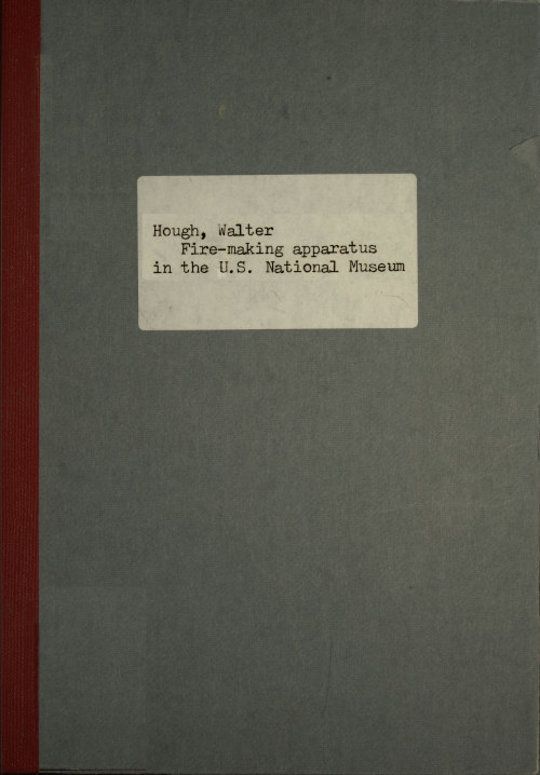 Hough, Walter
Fire-making apparatus
in the U.S. National Museum